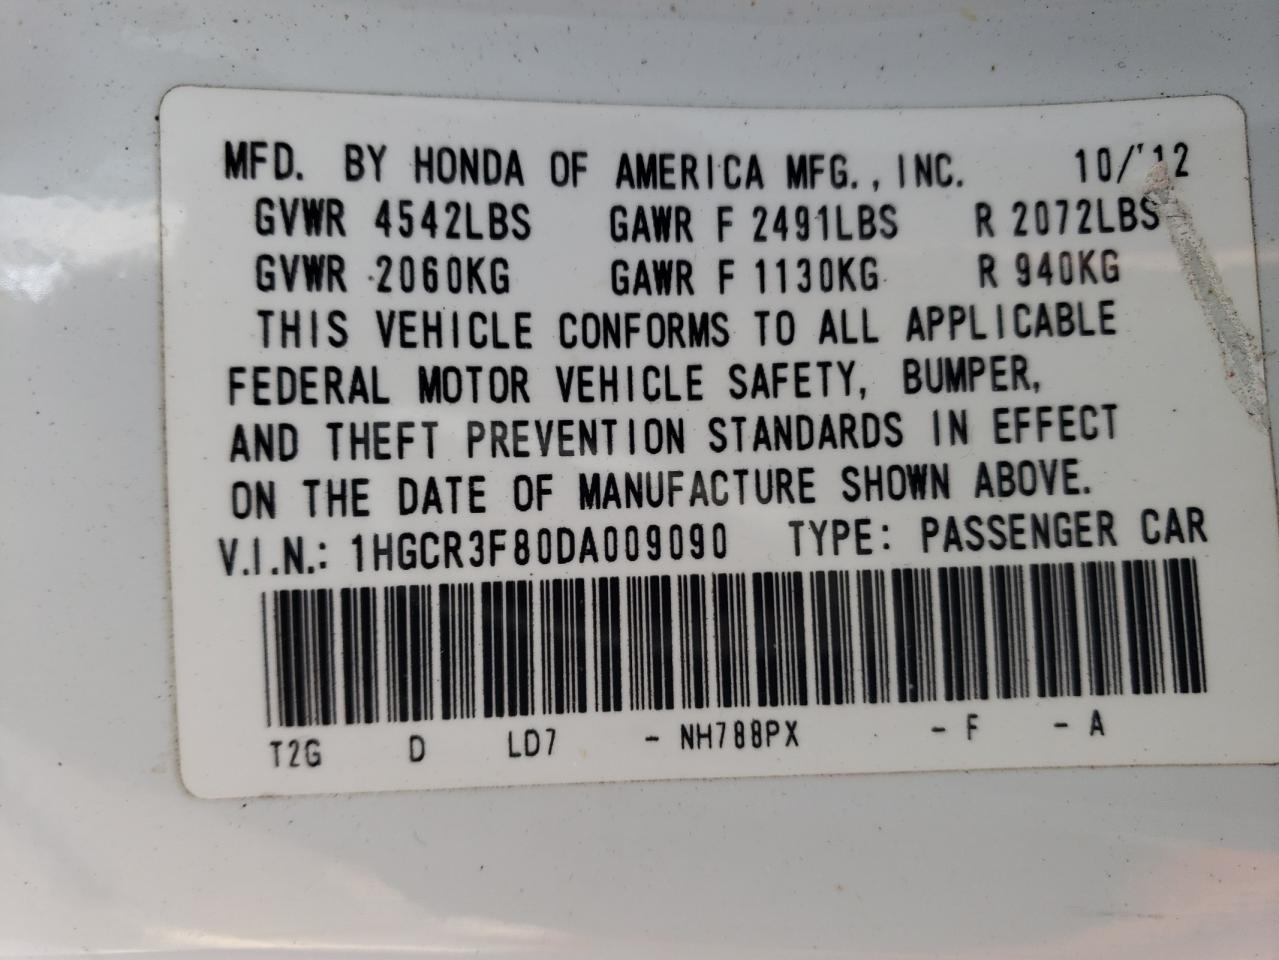 MFD. BY HONDA OF AMERICA MFG., INC. 10/'12
GVWR 4542LBS GAWR F 2491LBS R 2072LBS
GVWR 2060KG GAWR F 1130KG R 940KG
THIS VEHICLE CONFORMS TO ALL APPLICABLE
FEDERAL MOTOR VEHICLE SAFETY, BUMPER,
AND THEFT PREVENTION STANDARDS IN EFFECT
ON THE DATE OF MANUFACTURE SHOWN ABOVE.
V.I.N.: 1HGCR3F80DA009090 TYPE: PASSENGER CAR
T2G D LD7 - NH788PX - F - A